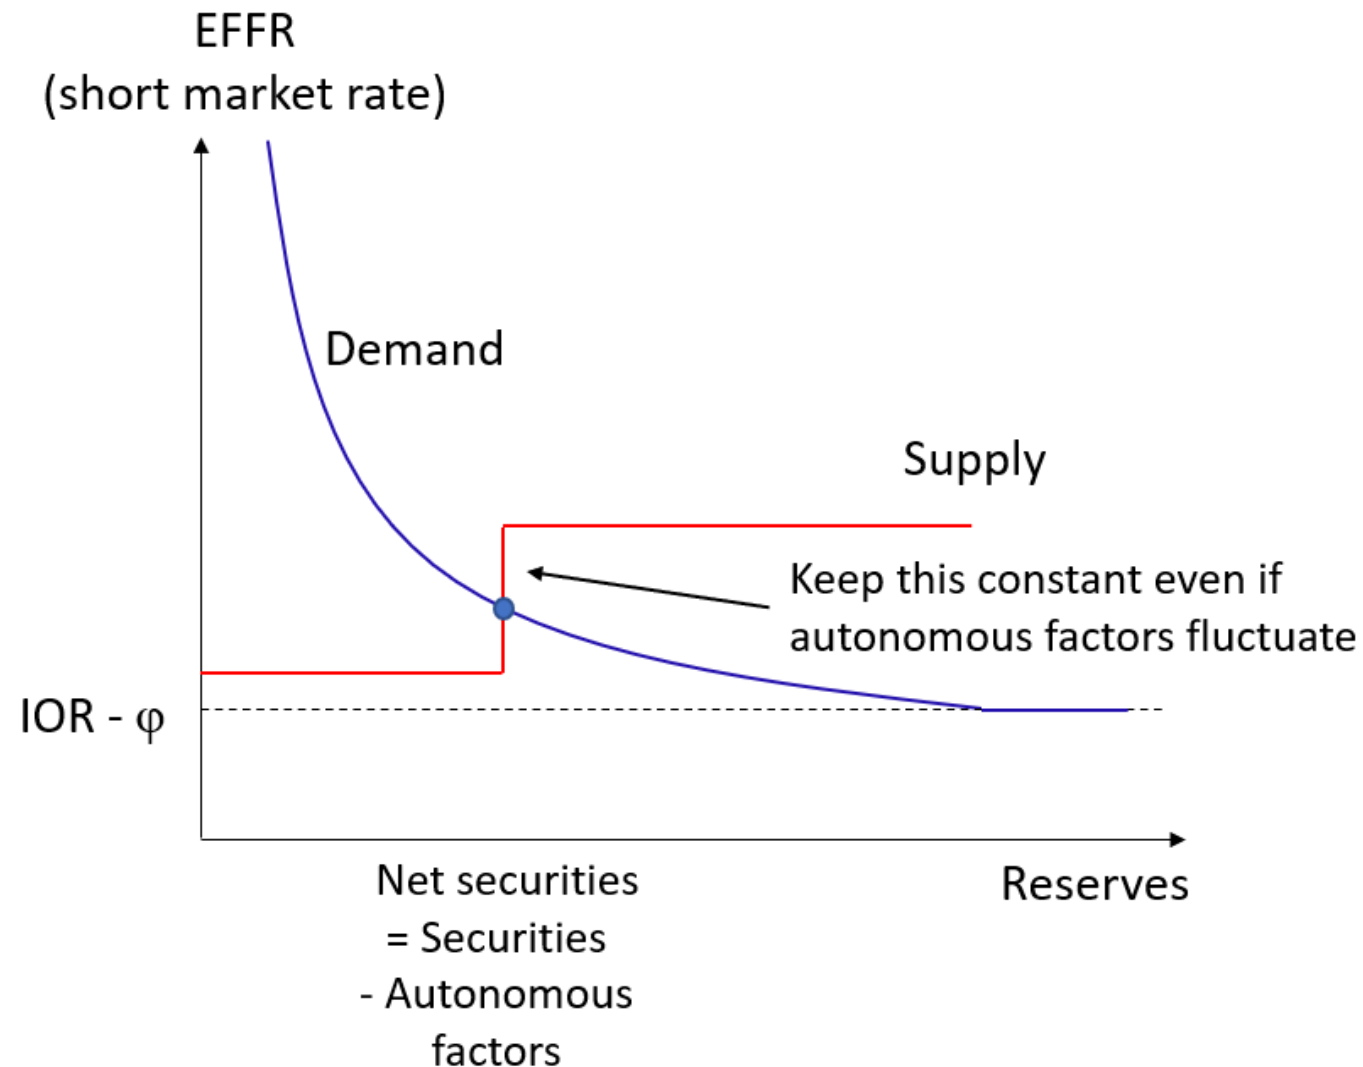 EFFR
(short market rate)
Demand
Supply
Keep this constant even if
autonomous factors fluctuate
IOR - φ
Net securities
= Securities
- Autonomous
factors
Reserves